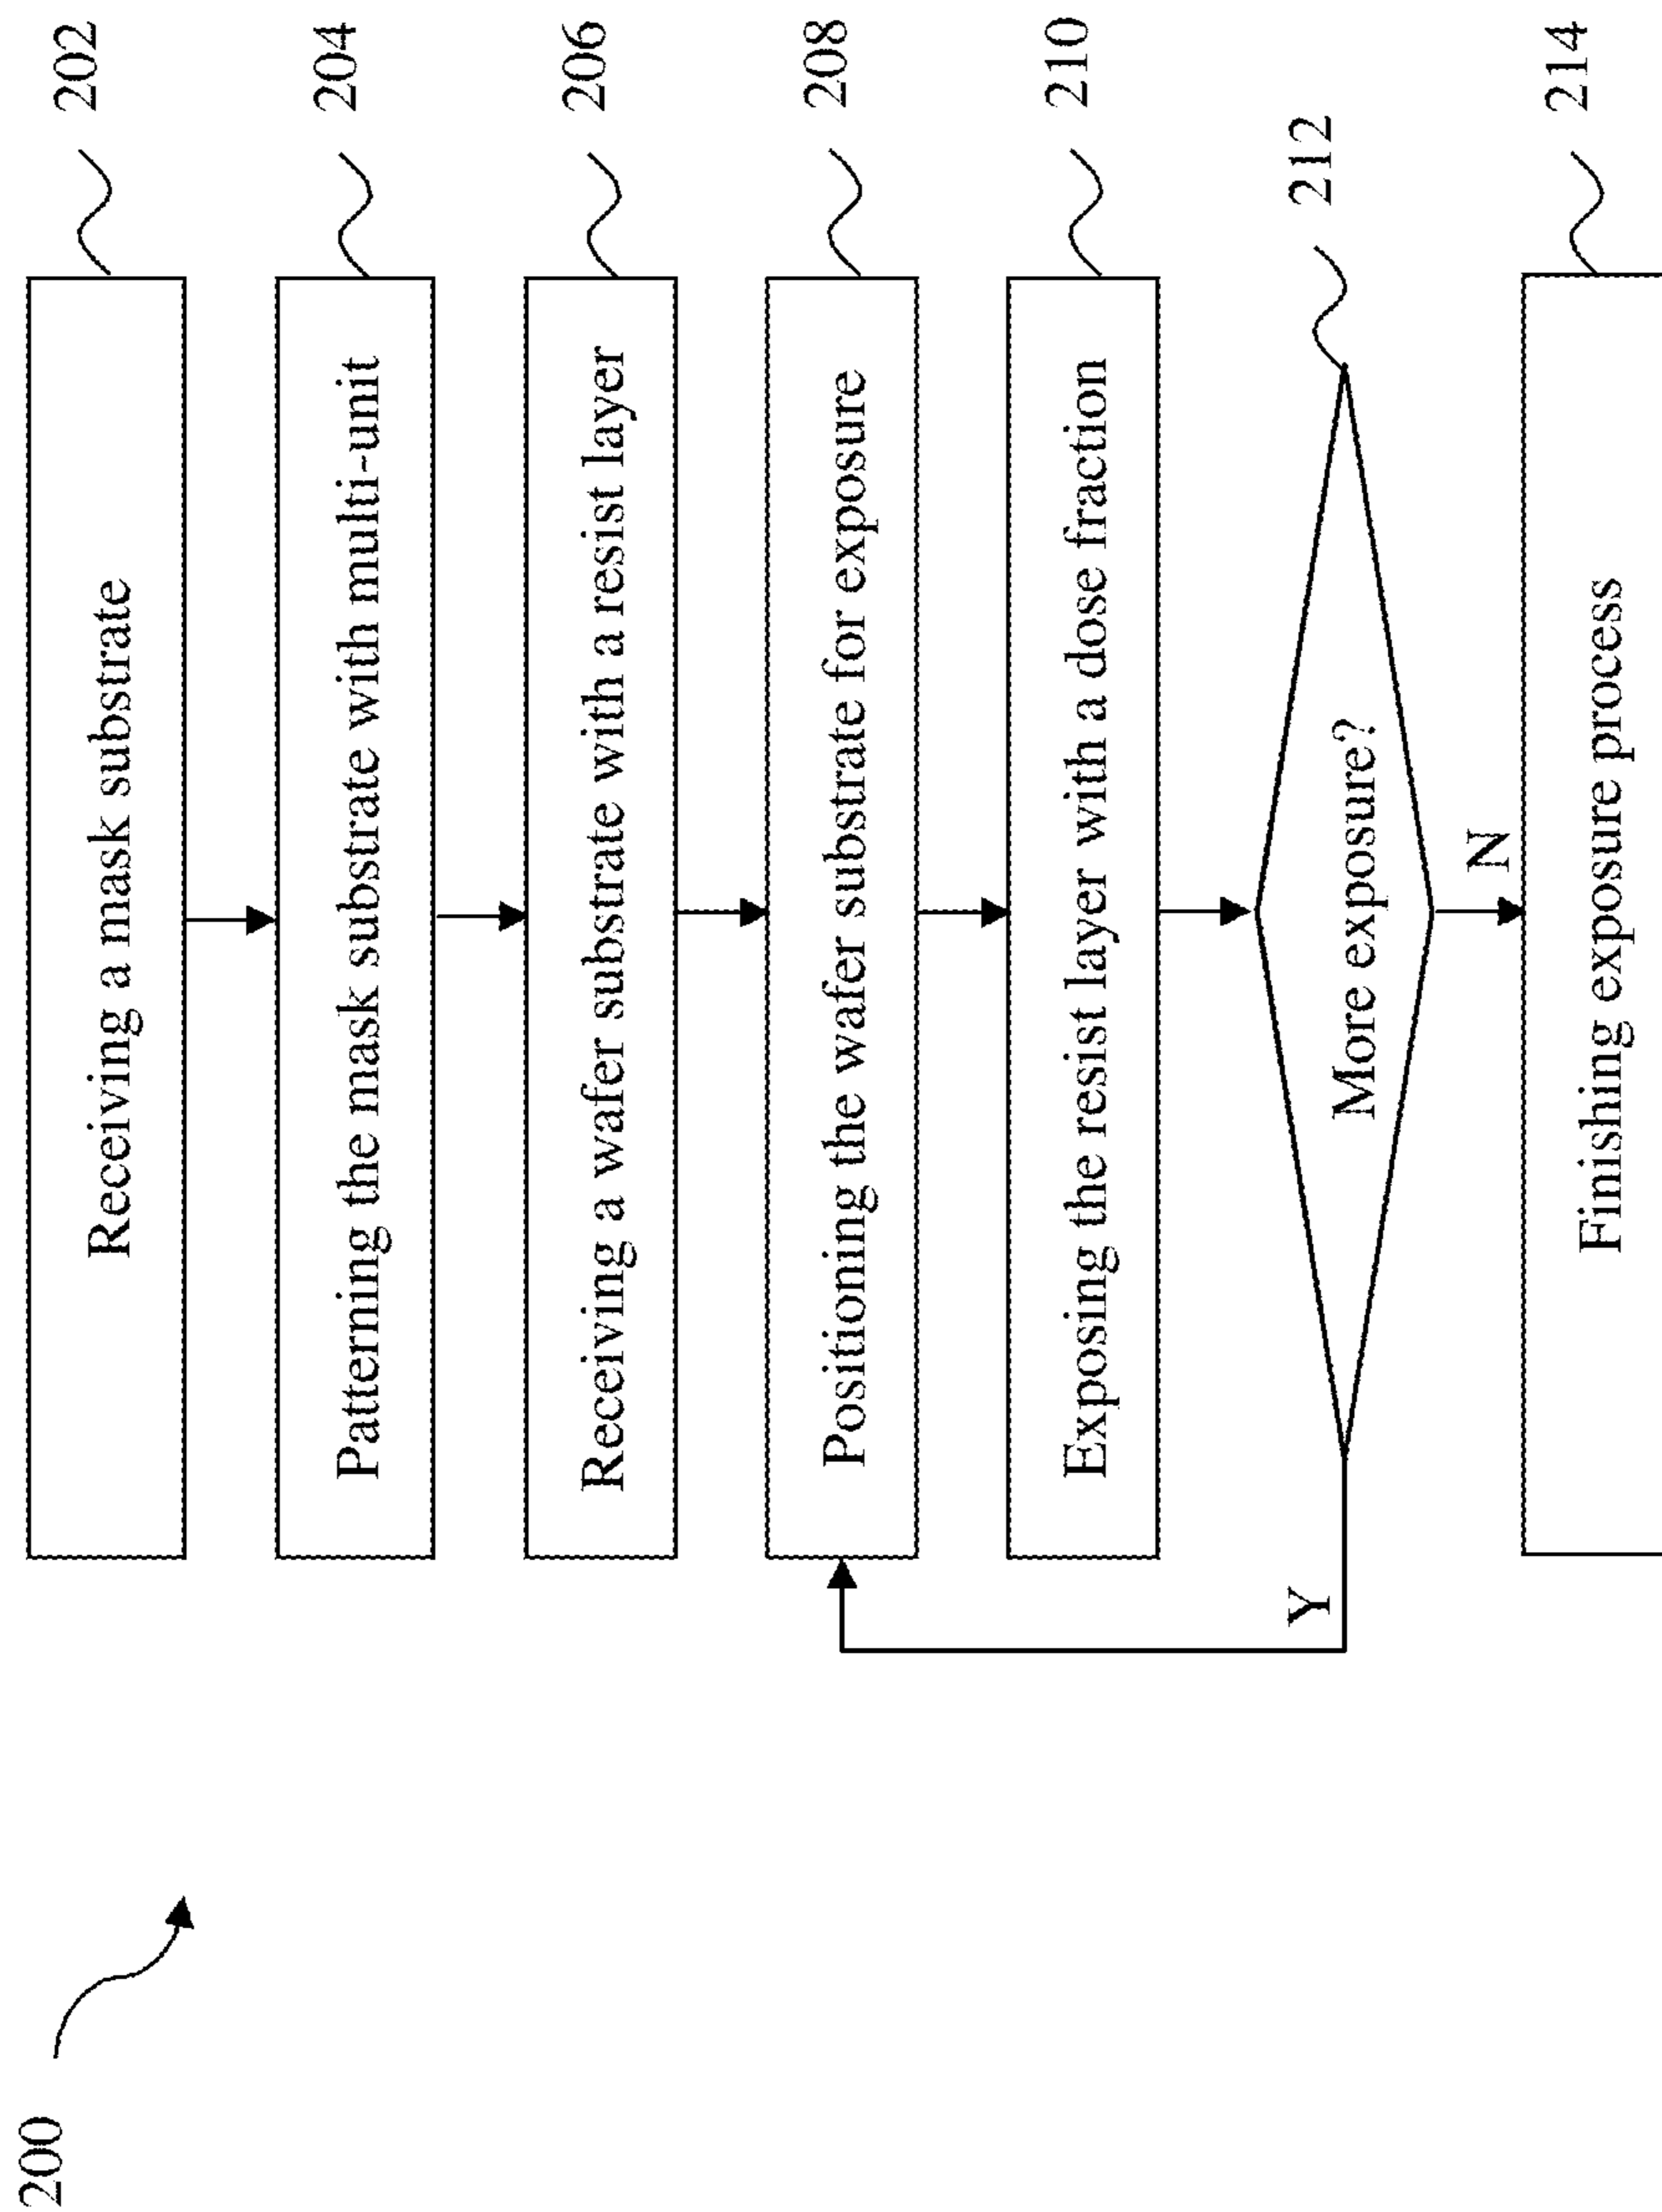 200
Receiving a mask substrate
202
Patterning the mask substrate with multi-unit
204
Receiving a wafer substrate with a resist layer
206
Positioning the wafer substrate for exposure
208
Exposing the resist layer with a dose fraction
210
More exposure?
212
Y
N
Finishing exposure process
214